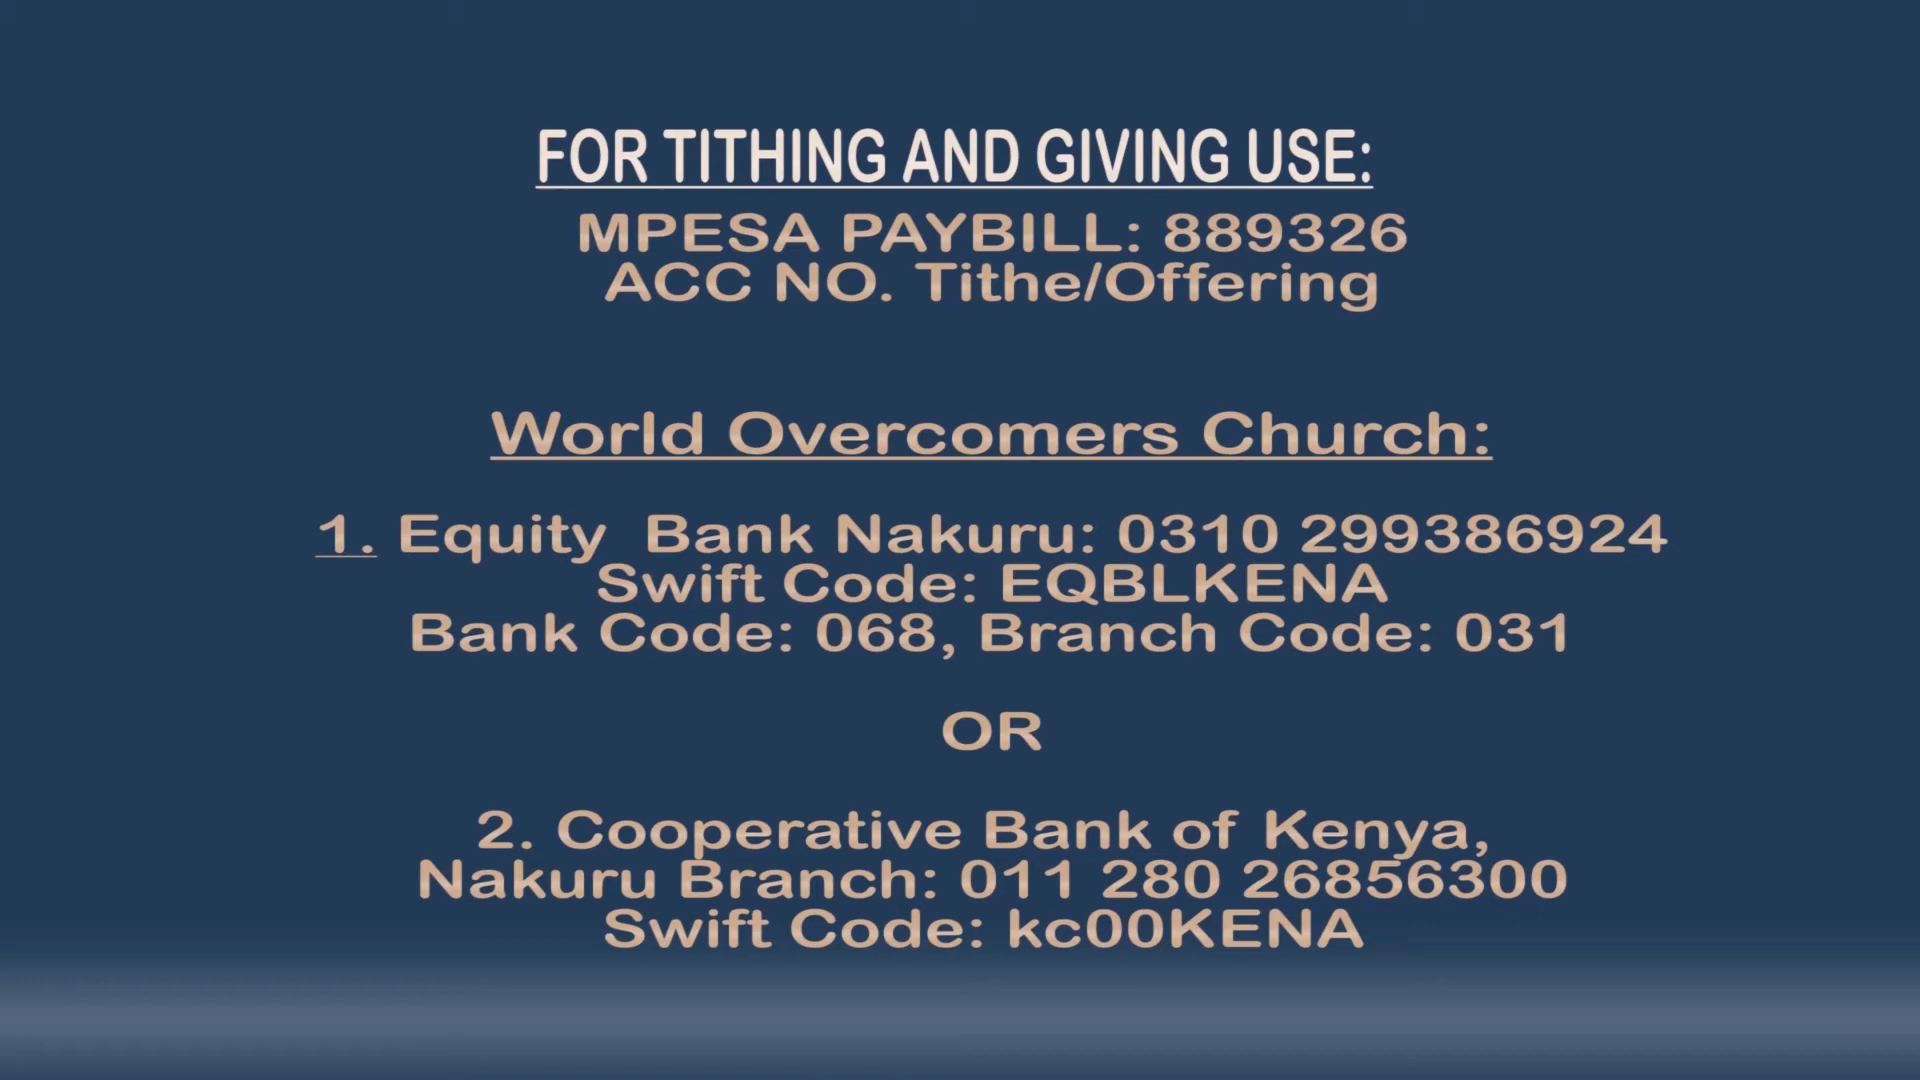 FOR TITHING AND GIVING USE:
MPESA PAYBILL: 889326
ACC NO. Tithe/Offering
World Overcomers Church:
1. Equity Bank Nakuru: 0310 299386924
Swift Code: EQBLKENA
Bank Code: 068, Branch Code: 031
OR
2. Cooperative Bank of Kenya,
Nakuru Branch: 011 280 26856300
Swift Code: kc00KENA